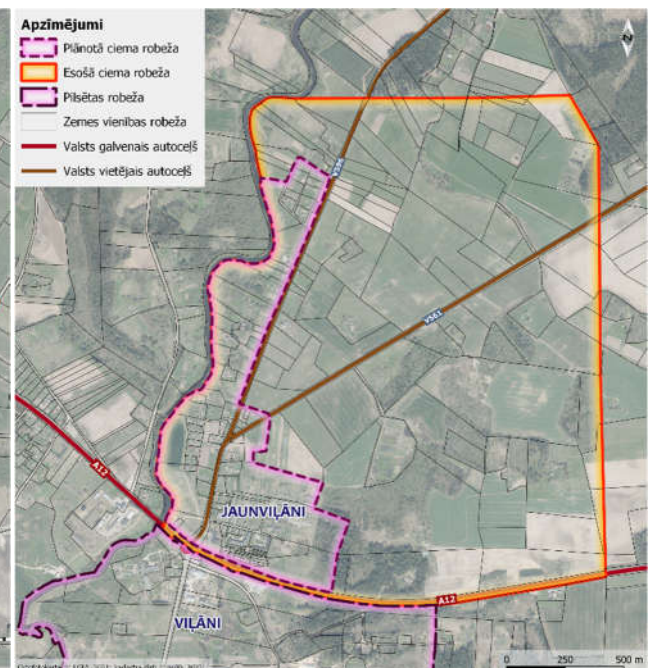 Apzīmējumi
Plānotā ciema robeža
Esošā ciema robeža
Pilsētas robeža
Zemes vienības robeža
Valsts galvenais autoceļš
Valsts vietējais autoceļš
Z
V561
A12
JAUNVIĻĀNI
A12
VIĻĀNI
0 250 500 m